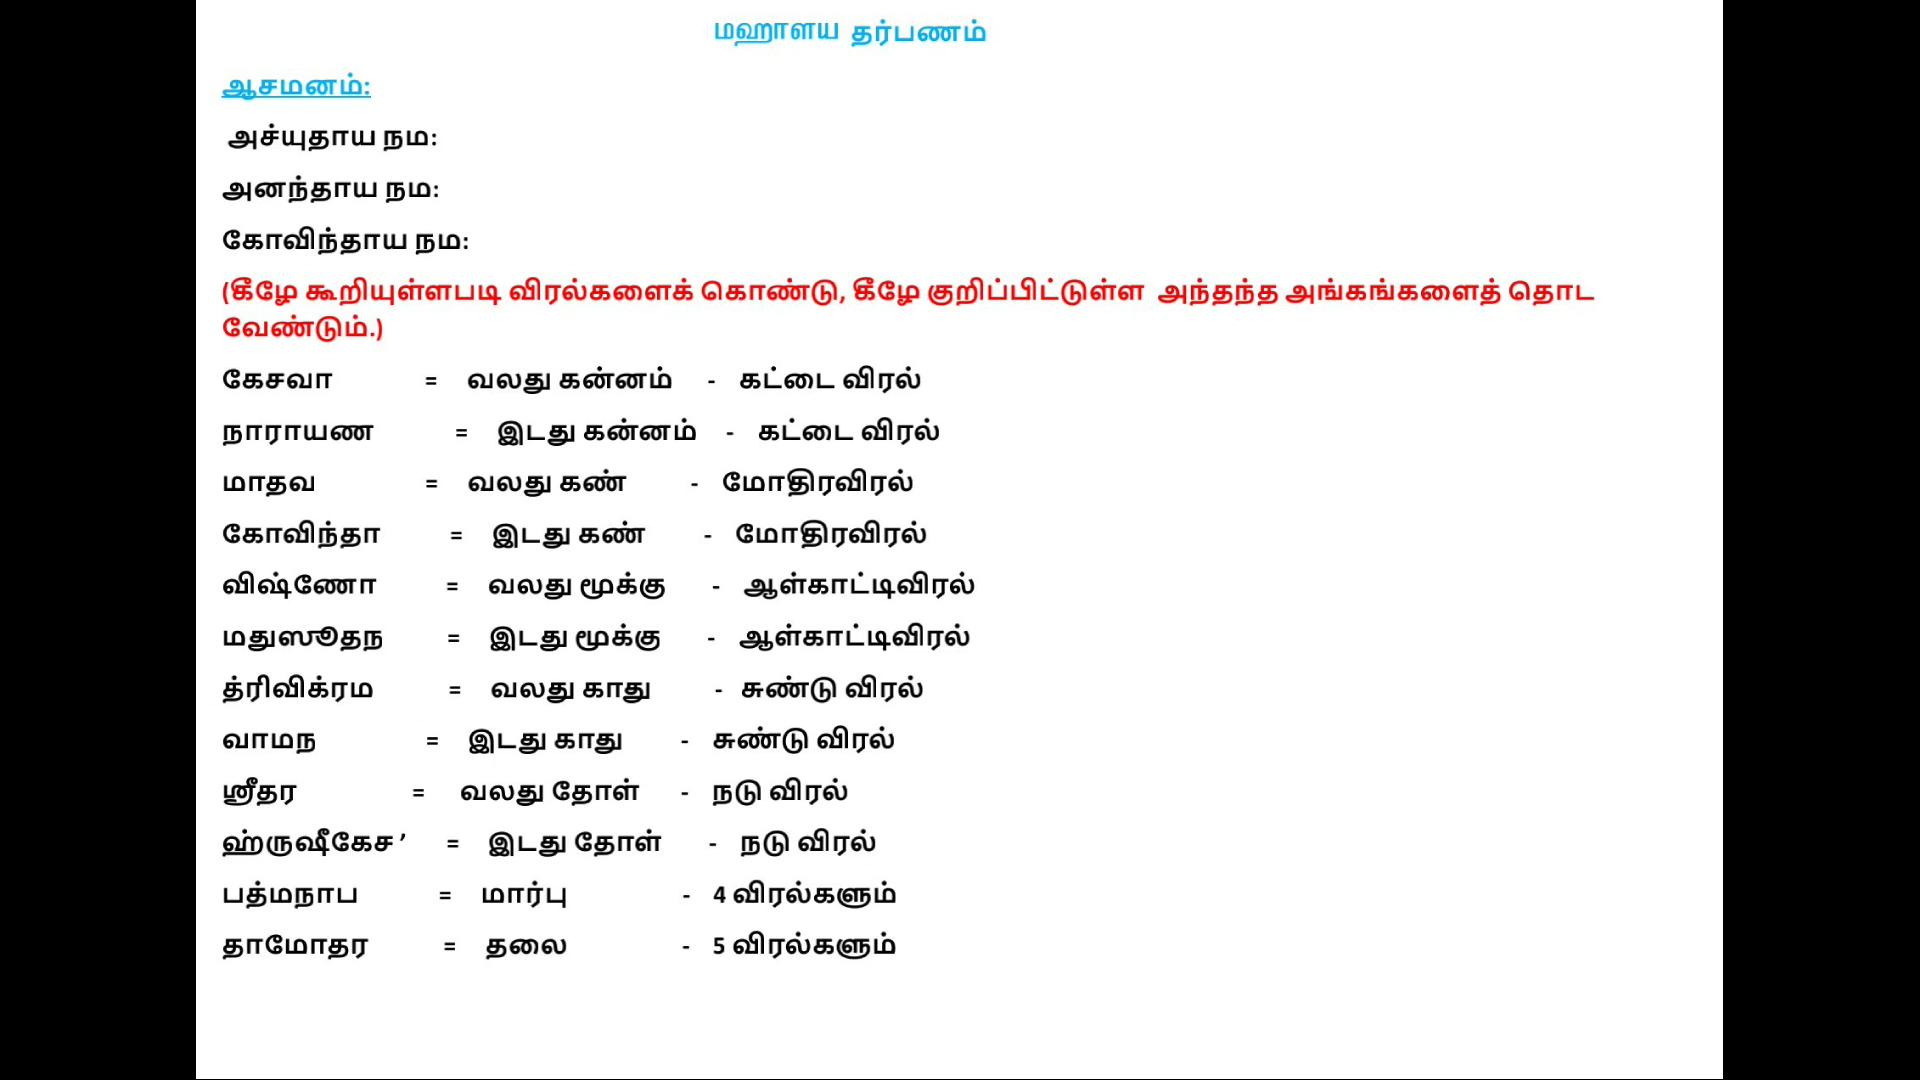 மஹாளய தர்பணம்
ஆசமனம்:
அச்யுதாய நம:
அனந்தாய நம:
கோவிந்தாய நம:
(கீழே கூறியுள்ளபடி விரல்களைக் கொண்டு, கீழே குறிப்பிட்டுள்ள அந்தந்த அங்கங்களைத் தொட
வேண்டும்.)
கேசவா = வலது கன்னம் - கட்டை விரல்
நாராயண = இடது கன்னம் - கட்டை விரல்
மாதவ = வலது கண் - மோதிரவிரல்
கோவிந்தா = இடது கண் - மோதிரவிரல்
விஷ்ணோ = வலது மூக்கு - ஆள்காட்டிவிரல்
மதுஸூதந = இடது மூக்கு - ஆள்காட்டிவிரல்
த்ரிவிக்ரம = வலது காது - சுண்டு விரல்
வாமந = இடது காது - சுண்டு விரல்
ஸ்ரீதர = வலது தோள் - நடு விரல்
ஹ்ருஷீகேச ’ = இடது தோள் - நடு விரல்
பத்மநாப = மார்பு - 4 விரல்களும்
தாமோதர = தலை - 5 விரல்களும்